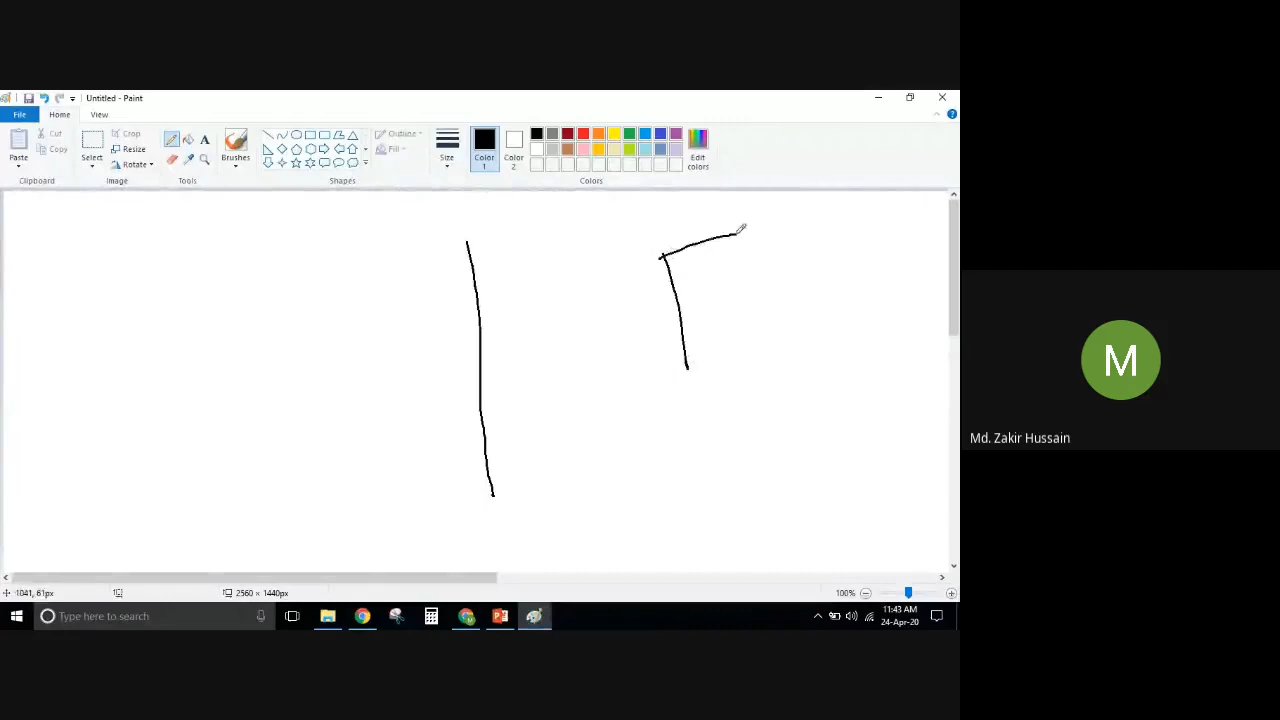 Untitled - Paint
File Home View
Cut
Copy
Paste
Clipboard
Select
Crop
Resize
Rotate
Image
A
Tools
Brushes
Outline
Fill
Shapes
Size
Color 1
Color 2
Edit colors
Colors
M
Md. Zakir Hussain
1041, 61px
2560 × 1440px
100%
Type here to search
11:43 AM
24-Apr-20